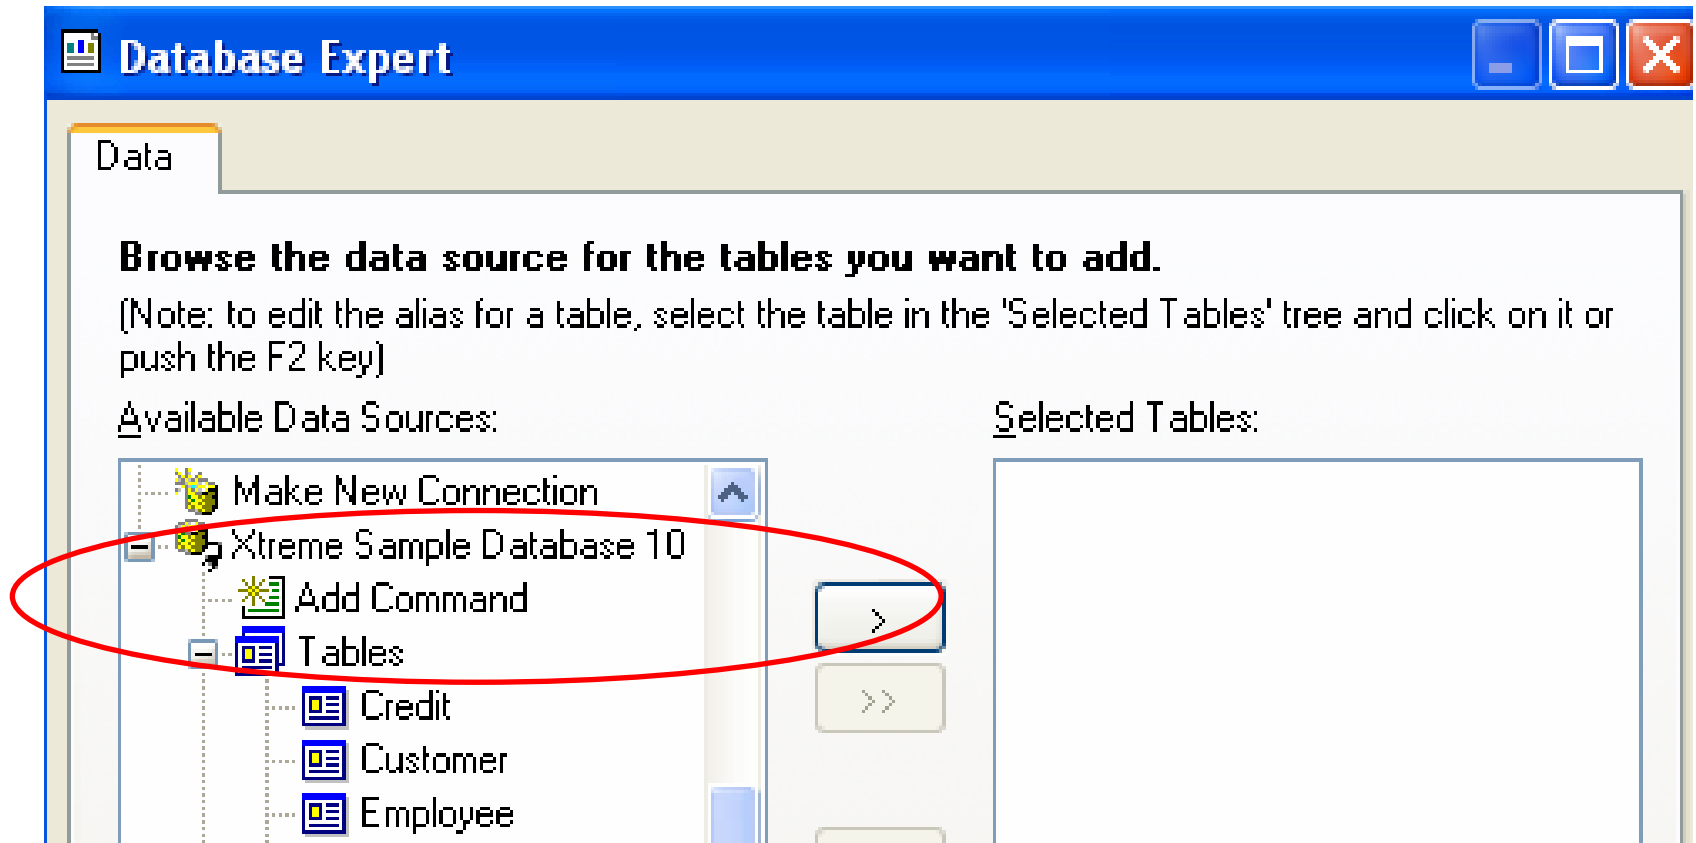 Database Expert
Data
Browse the data source for the tables you want to add.
(Note: to edit the alias for a table, select the table in the 'Selected Tables' tree and click on it or
push the F2 key)
Available Data Sources:
Selected Tables:
Make New Connection
Xtreme Sample Database 10
Add Command
>
Tables
>>
Credit
Customer
Employee